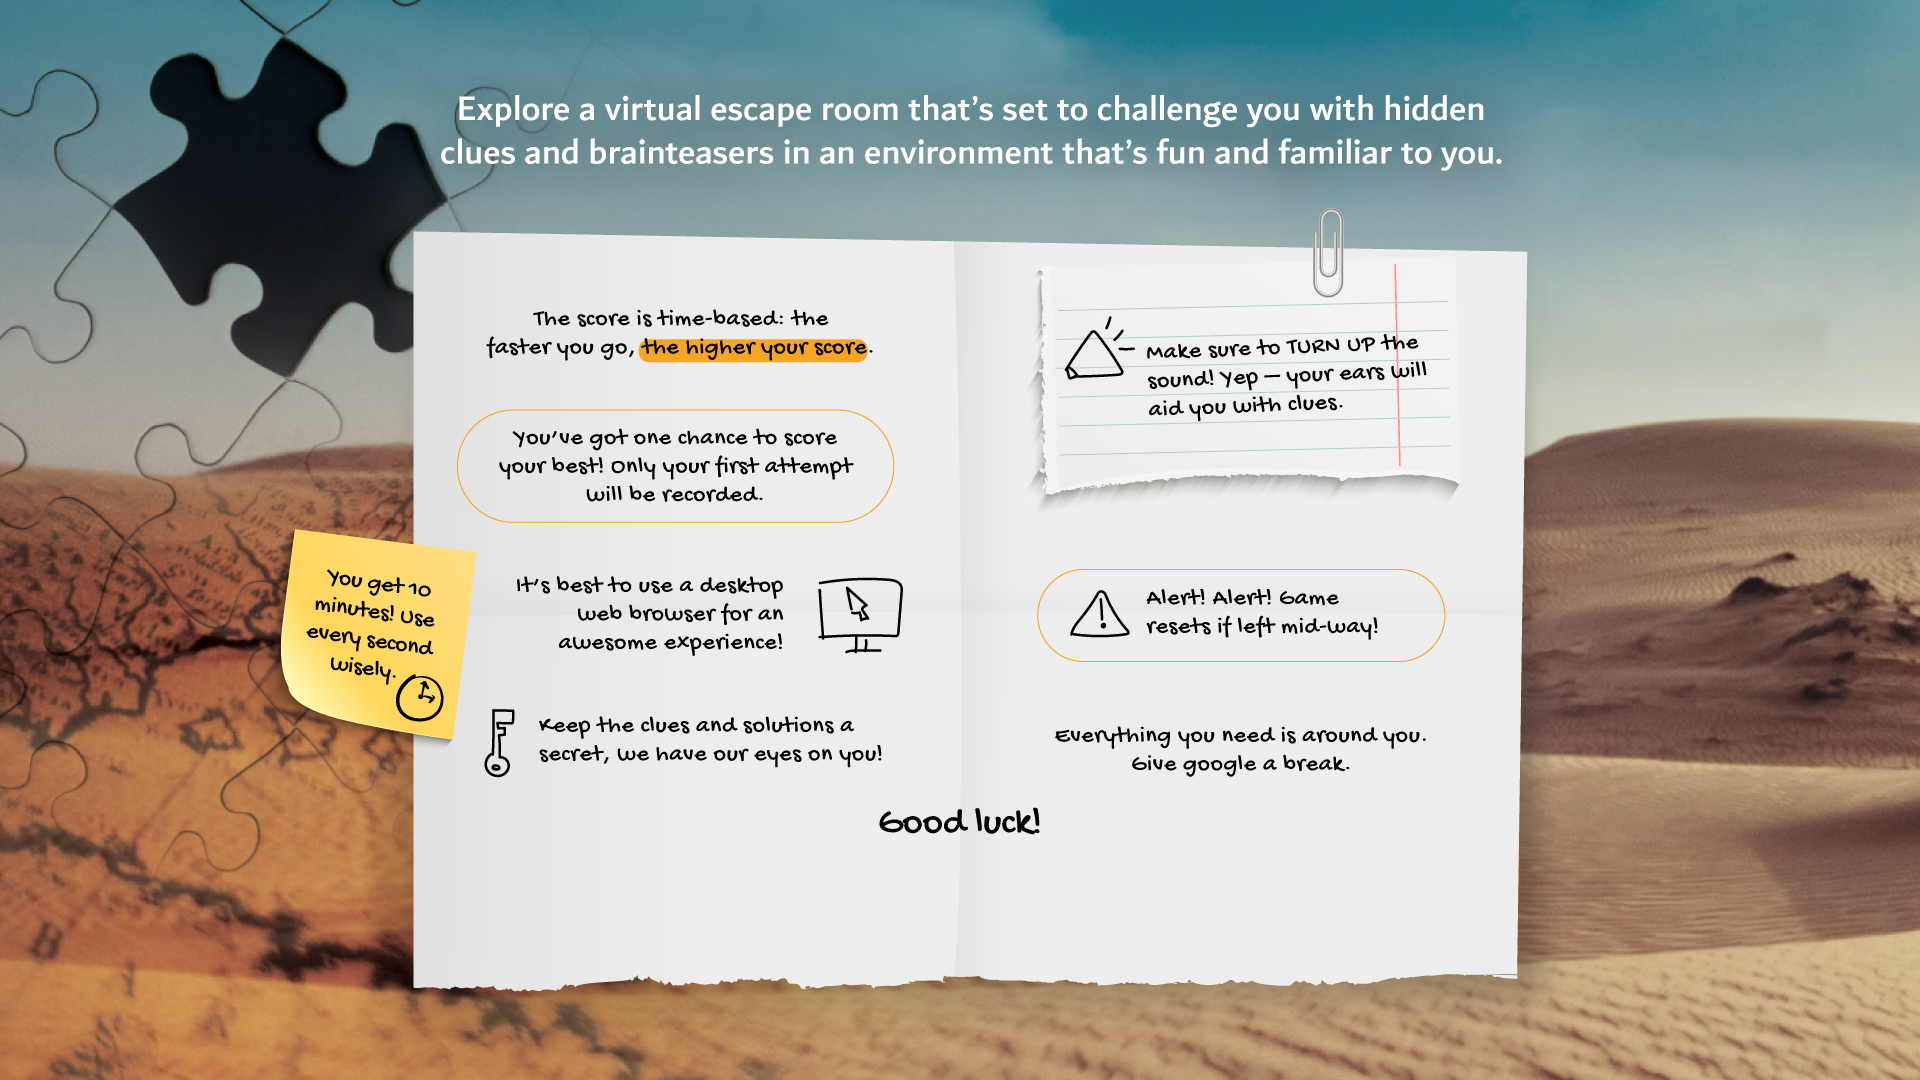 Explore a virtual escape room that’s set to challenge you with hidden
clues and brainteasers in an environment that’s fun and familiar to you.
The score is time-based: the
faster you go, the higher your score.
You’ve got one chance to score
your best! Only your first attempt
will be recorded.
You get 10
minutes! Use
every second
wisely.
It’s best to use a desktop
web browser for an
awesome experience!
Keep the clues and solutions a
secret, we have our eyes on you!
Make sure to TURN UP the
sound! Yep – your ears will
aid you with clues.
Alert! Alert! Game
resets if left mid-way!
Everything you need is around you.
Give google a break.
Good luck!